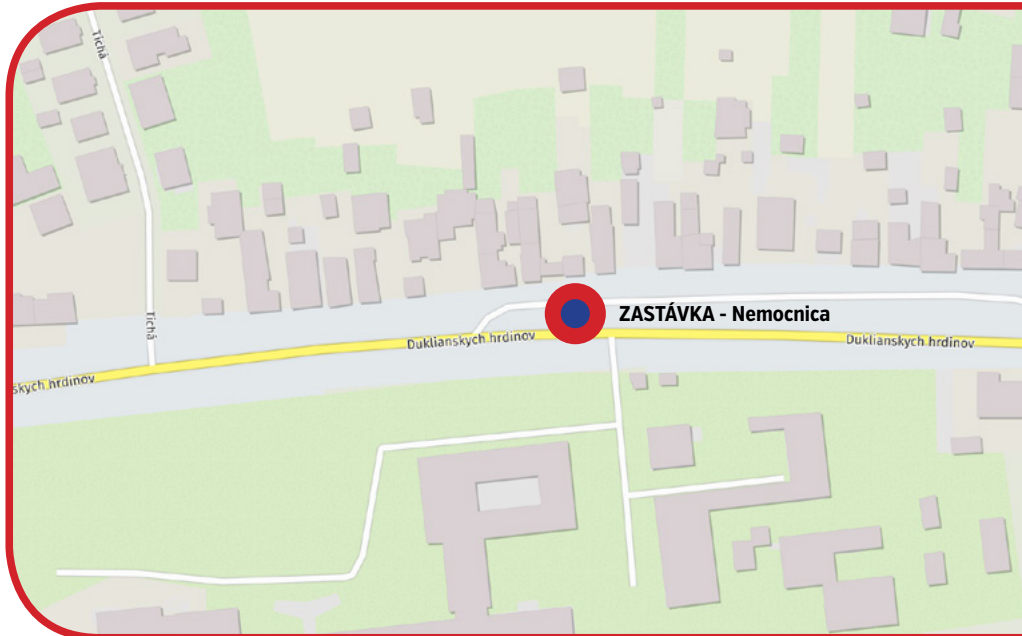 Tichá
Tichá
ZASTÁVKA - Nemocnica
Duklianskych hrdinov
Duklianskych hrdinov
skych hrdinov